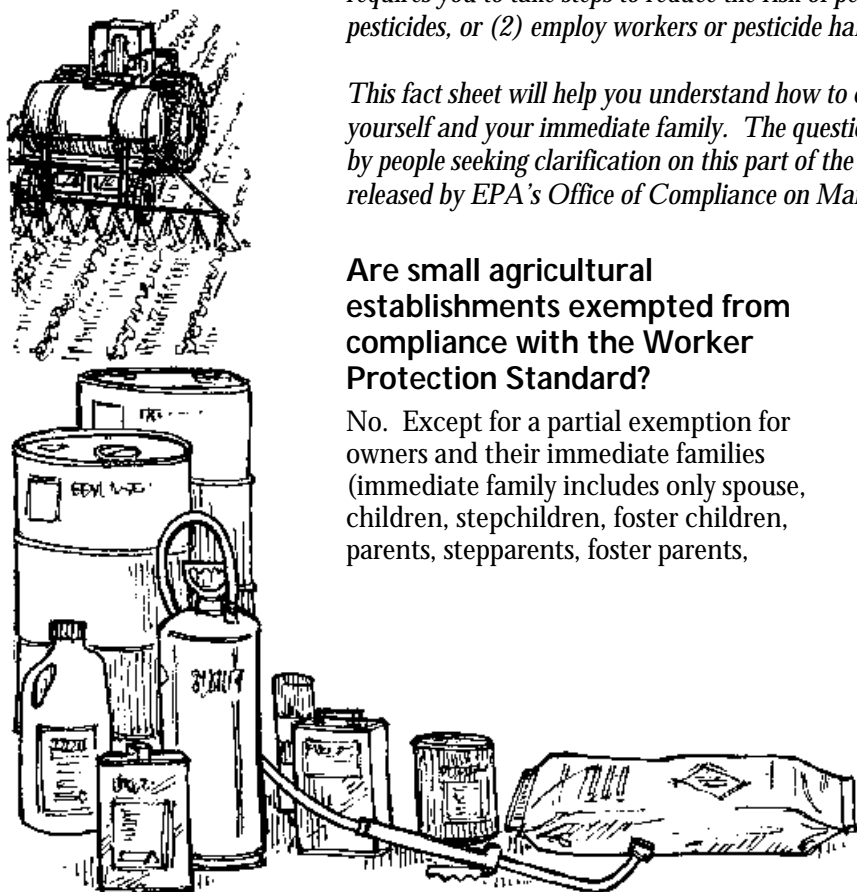 requires you to take steps to reduce the risk of
pesticides, or (2) employ workers or pesticide
This fact sheet will help you understand how to
yourself and your immediate family. The
by people seeking clarification on this part of the
released by EPA's Office of Compliance on
Are small agricultural
establishments exempted from
compliance with the Worker
Protection Standard?
No. Except for a partial exemption for
owners and their immediate families
(immediate family includes only spouse,
children, stepchildren, foster children,
parents, stepparents, foster parents,